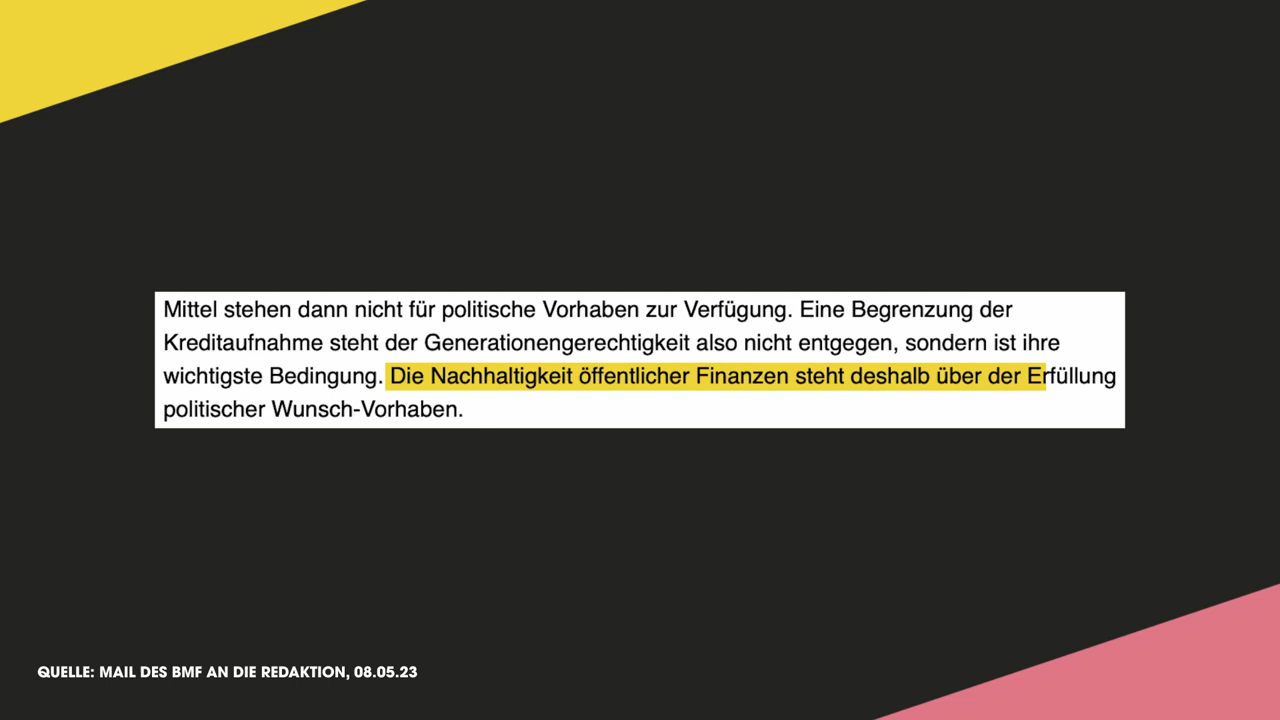 Mittel stehen dann nicht für politische Vorhaben zur Verfügung. Eine Begrenzung der
Kreditaufnahme steht der Generationengerechtigkeit also nicht entgegen, sondern ist ihre
wichtigste Bedingung. Die Nachhaltigkeit öffentlicher Finanzen steht deshalb über der Erfüllung
politischer Wunsch-Vorhaben.
QUELLE: MAIL DES BMF AN DIE REDAKTION, 08.05.23